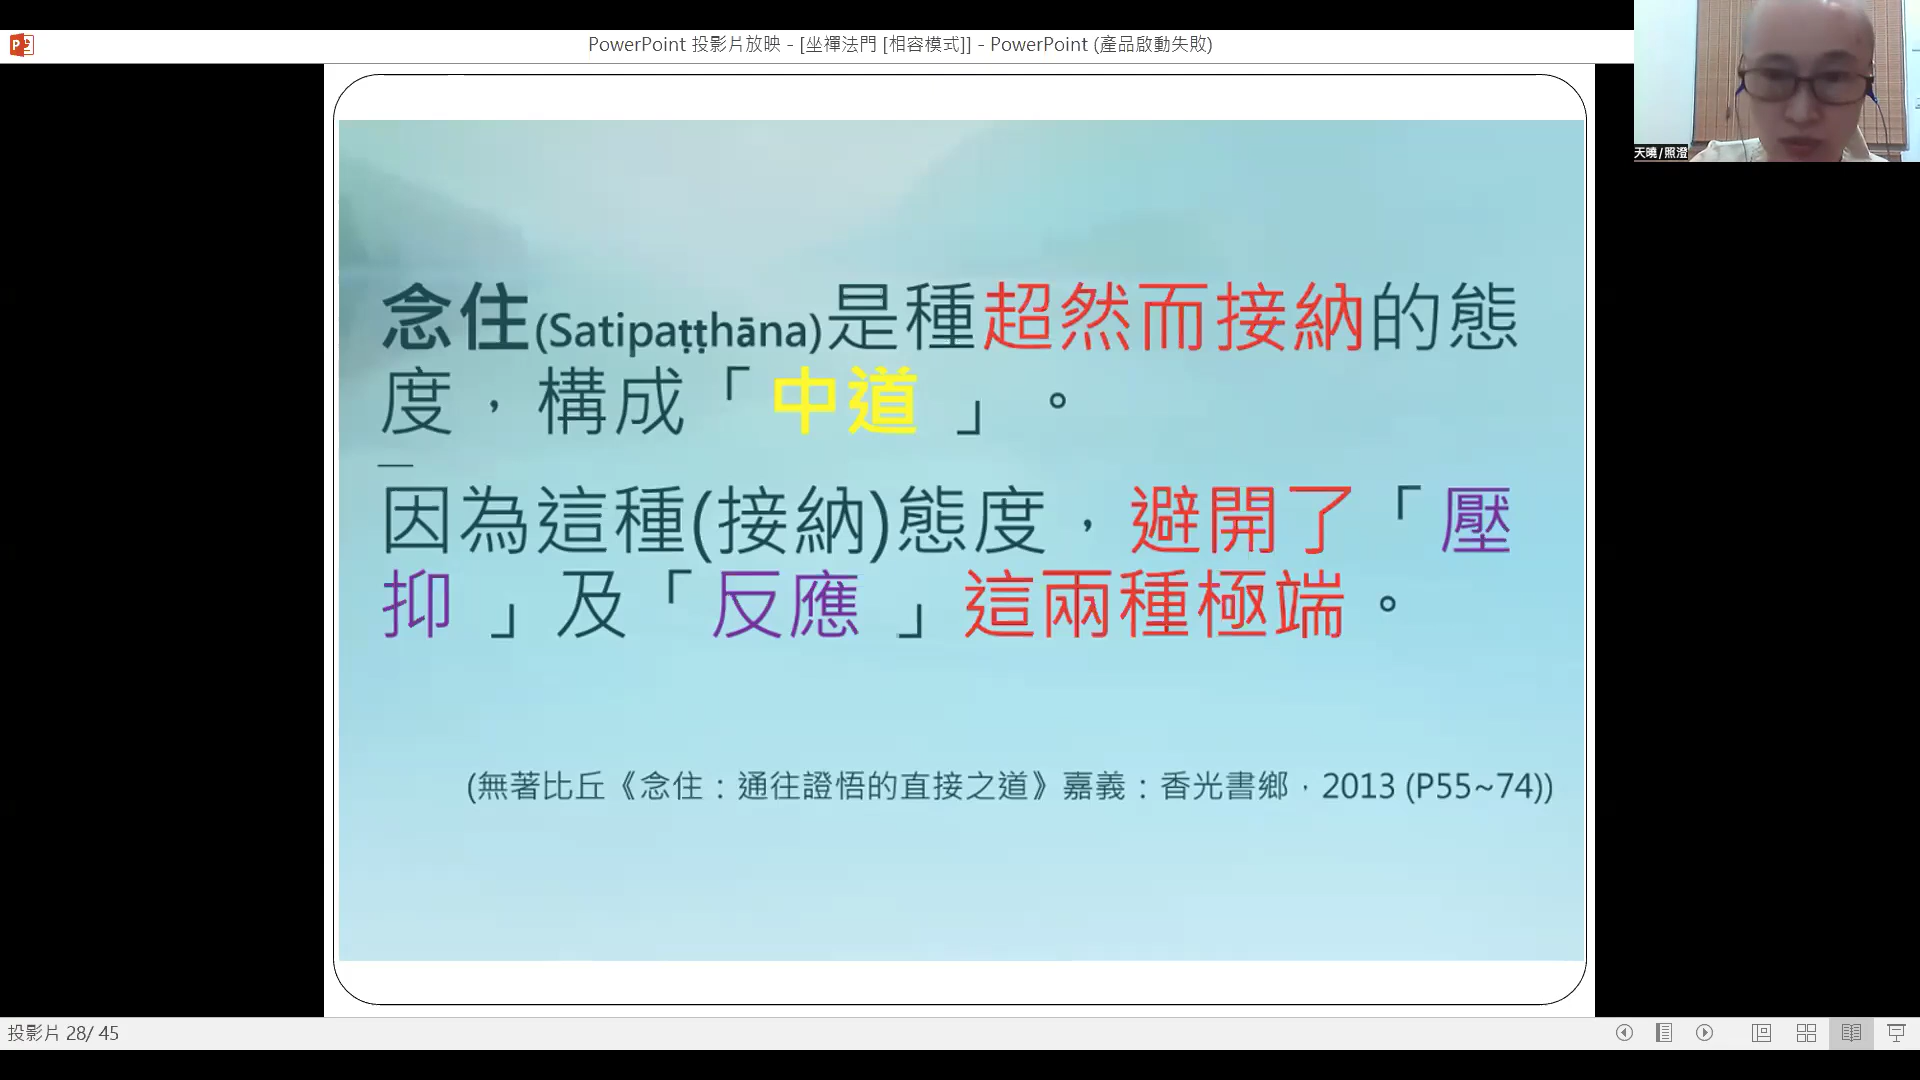 PowerPoint 投影片放映 - [坐禪法門 [相容模式]] - PowerPoint (產品啟動失敗)
天曉/照澄
念住(Satipaṭṭhāna)是種超然而接納的態
度，構成「中道 」。
因為這種(接納)態度，避開了「壓
抑 」及「反應 」這兩種極端。
(無著比丘《念住：通往證悟的直接之道》嘉義：香光書鄉，2013 (P55~74))
投影片 28/ 45